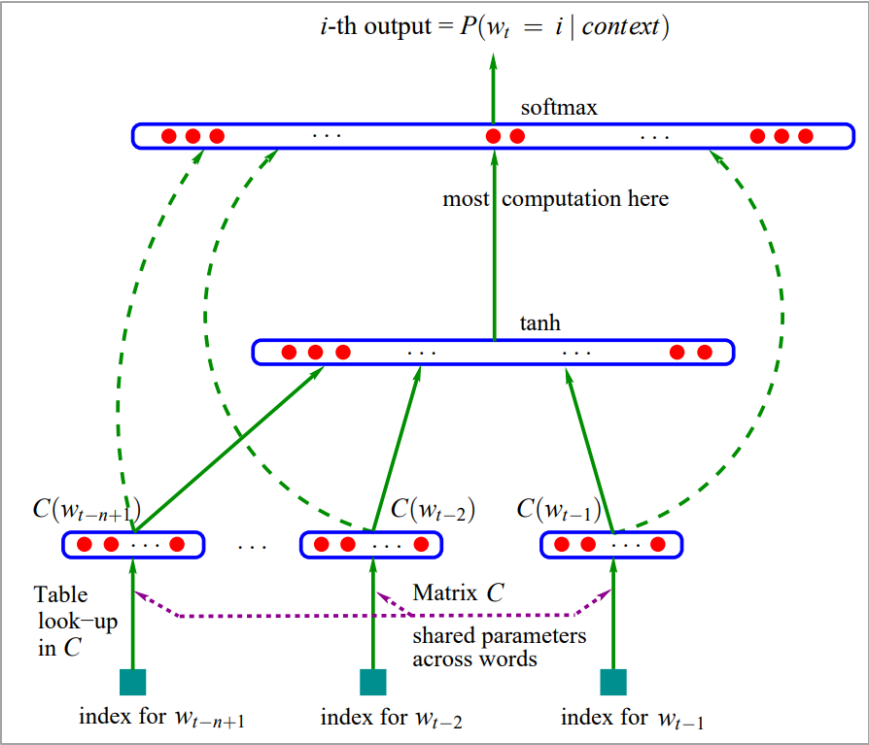 i-th output = P(w_t = i | context)
softmax
. . .
. . .
most computation here
tanh
. . .
. . .
C(w_{t−n+1})
C(w_{t−2})
C(w_{t−1})
. . .
. . .
. . .
. . .
Table
look−up
in C
Matrix C
shared parameters
across words
index for w_{t−n+1}
index for w_{t−2}
index for w_{t−1}